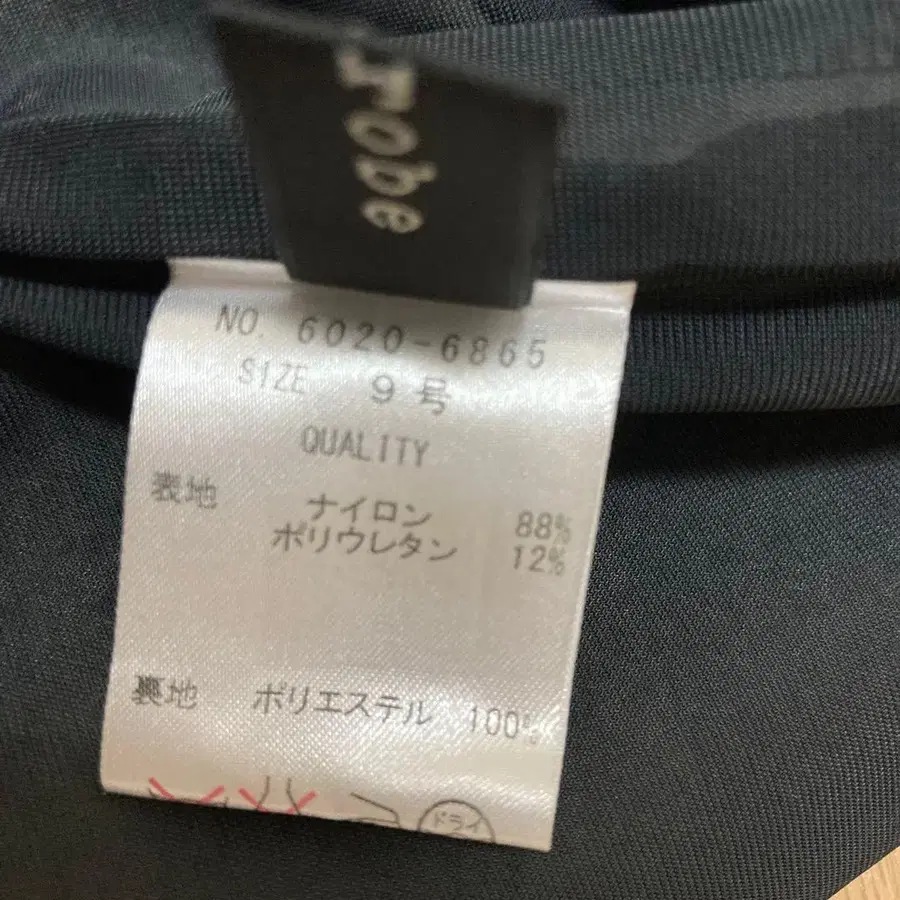 robe
NO. 6020-6865
SIZE 9号
QUALITY
表地 ナイロン 88%
ポリウレタン 12%
裏地 ポリエステル 100%
ドライ